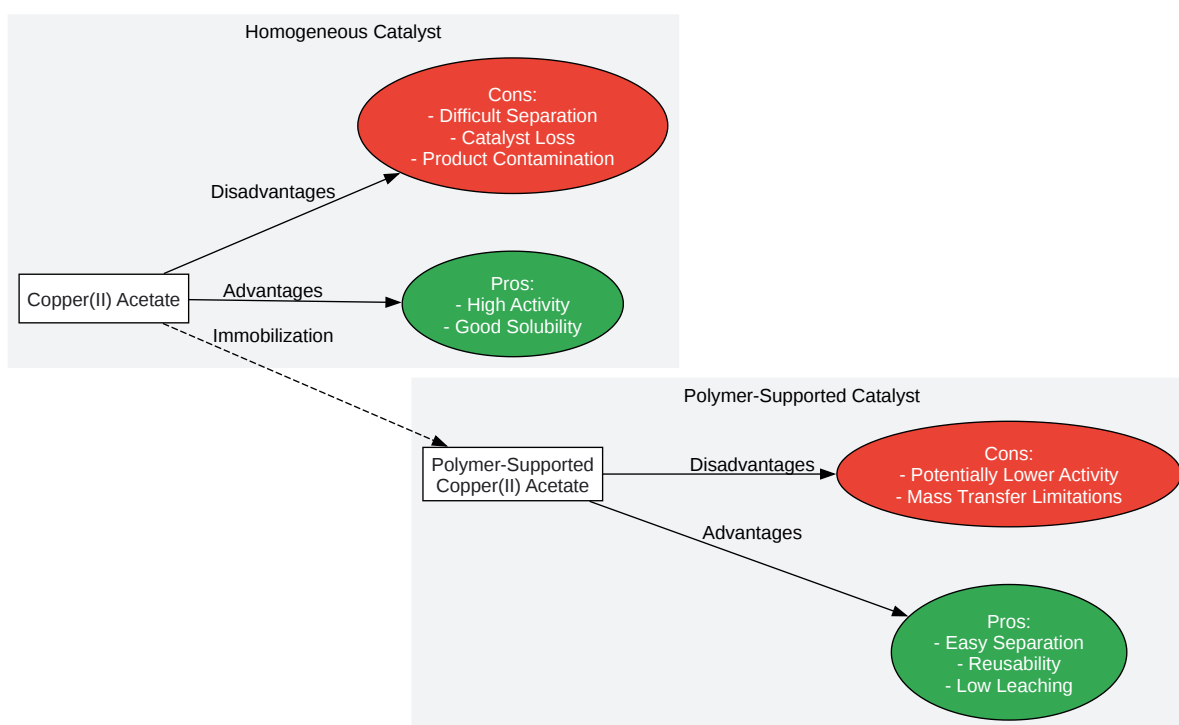 Homogeneous Catalyst
Cons:
- Difficult Separation
- Catalyst Loss
- Product Contamination
Disadvantages
Copper(II) Acetate
Advantages
Pros:
- High Activity
- Good Solubility
Immobilization
Polymer-Supported Catalyst
Polymer-Supported
Copper(II) Acetate
Disadvantages
Cons:
- Potentially Lower Activity
- Mass Transfer Limitations
Advantages
Pros:
- Easy Separation
- Reusability
- Low Leaching